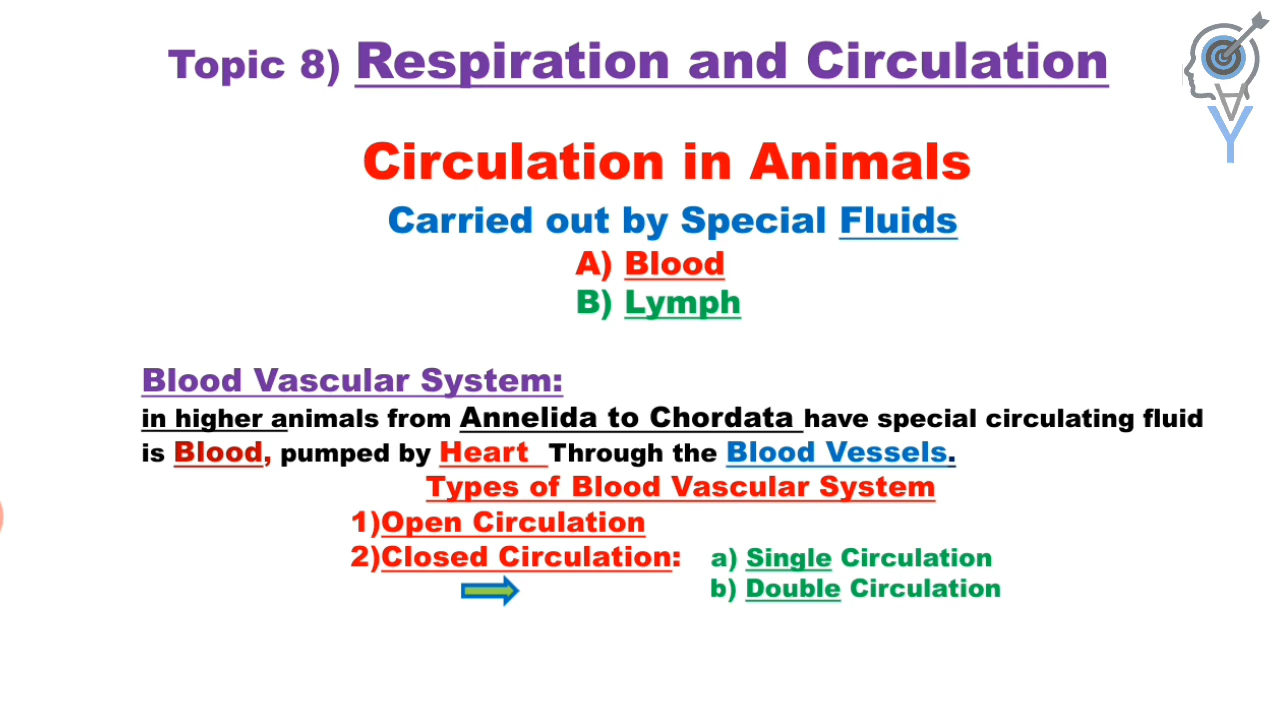 Topic 8) Respiration and Circulation
Circulation in Animals
Carried out by Special Fluids
A) Blood
B) Lymph
Blood Vascular System:
in higher animals from Annelida to Chordata have special circulating fluid
is Blood, pumped by Heart Through the Blood Vessels.
Types of Blood Vascular System
1)Open Circulation
2)Closed Circulation: a) Single Circulation
b) Double Circulation